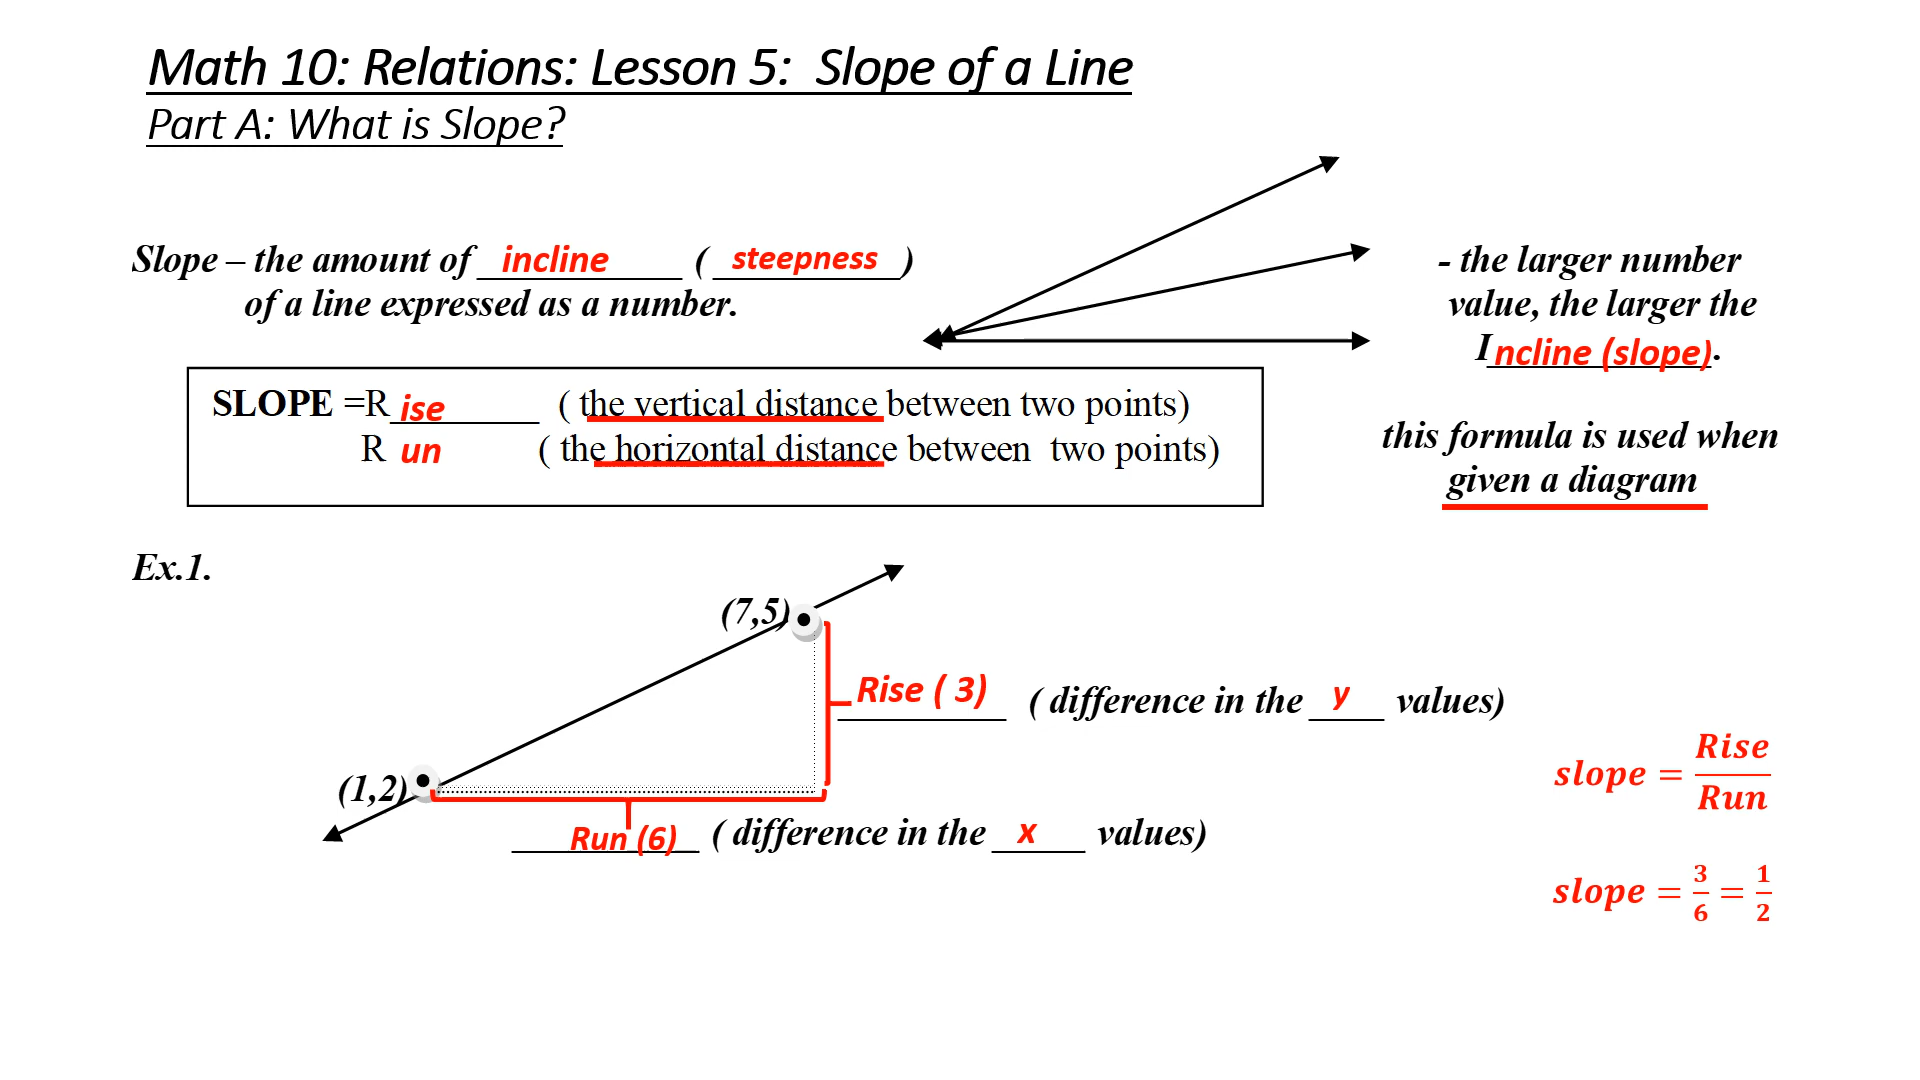 Math 10: Relations: Lesson 5: Slope of a Line
Part A: What is Slope?
Slope – the amount of incline ( steepness )
of a line expressed as a number.
- the larger number
value, the larger the
Incline (slope).
SLOPE =Rise ( the vertical distance between two points)
Run ( the horizontal distance between two points)
this formula is used when
given a diagram
Ex.1.
(7,5)
Rise ( 3) ( difference in the y values)
(1,2)
Run (6) ( difference in the x values)
slope = Rise/Run
slope = 3/6 = 1/2